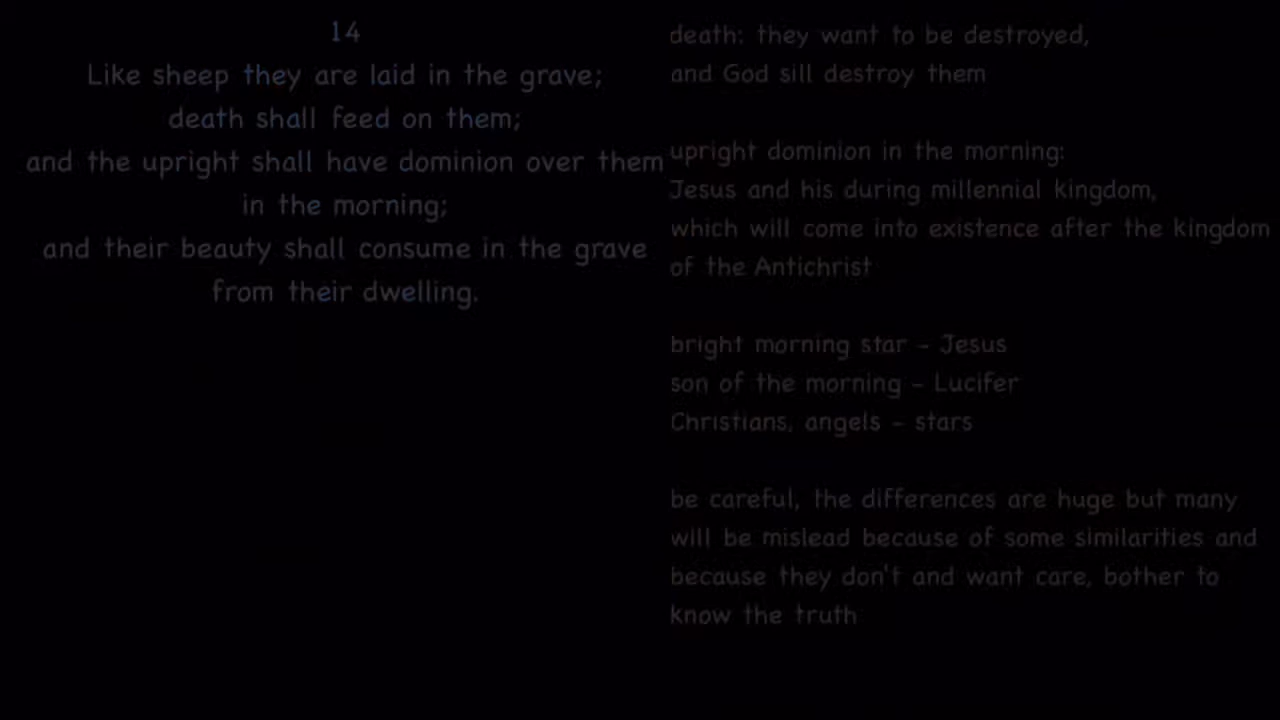 14
Like sheep they are laid in the grave;
death shall feed on them;
and the upright shall have dominion over them
in the morning;
and their beauty shall consume in the grave
from their dwelling.
death: they want to be destroyed,
and God sill destroy them
upright dominion in the morning:
Jesus and his during millennial kingdom,
which will come into existence after the kingdom
of the Antichrist
bright morning star - Jesus
son of the morning - Lucifer
Christians, angels - stars
be careful, the differences are huge but many
will be mislead because of some similarities and
because they don't and want care, bother to
know the truth